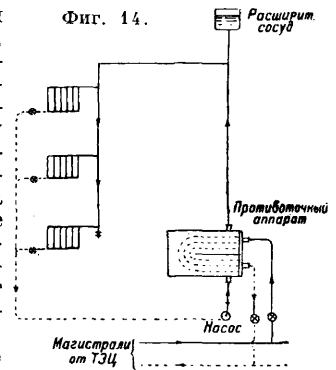 Фиг. 14.
Расширит.
сосуд
Противоточный
аппарат
Насос
Магистрали
от ТЭЦ